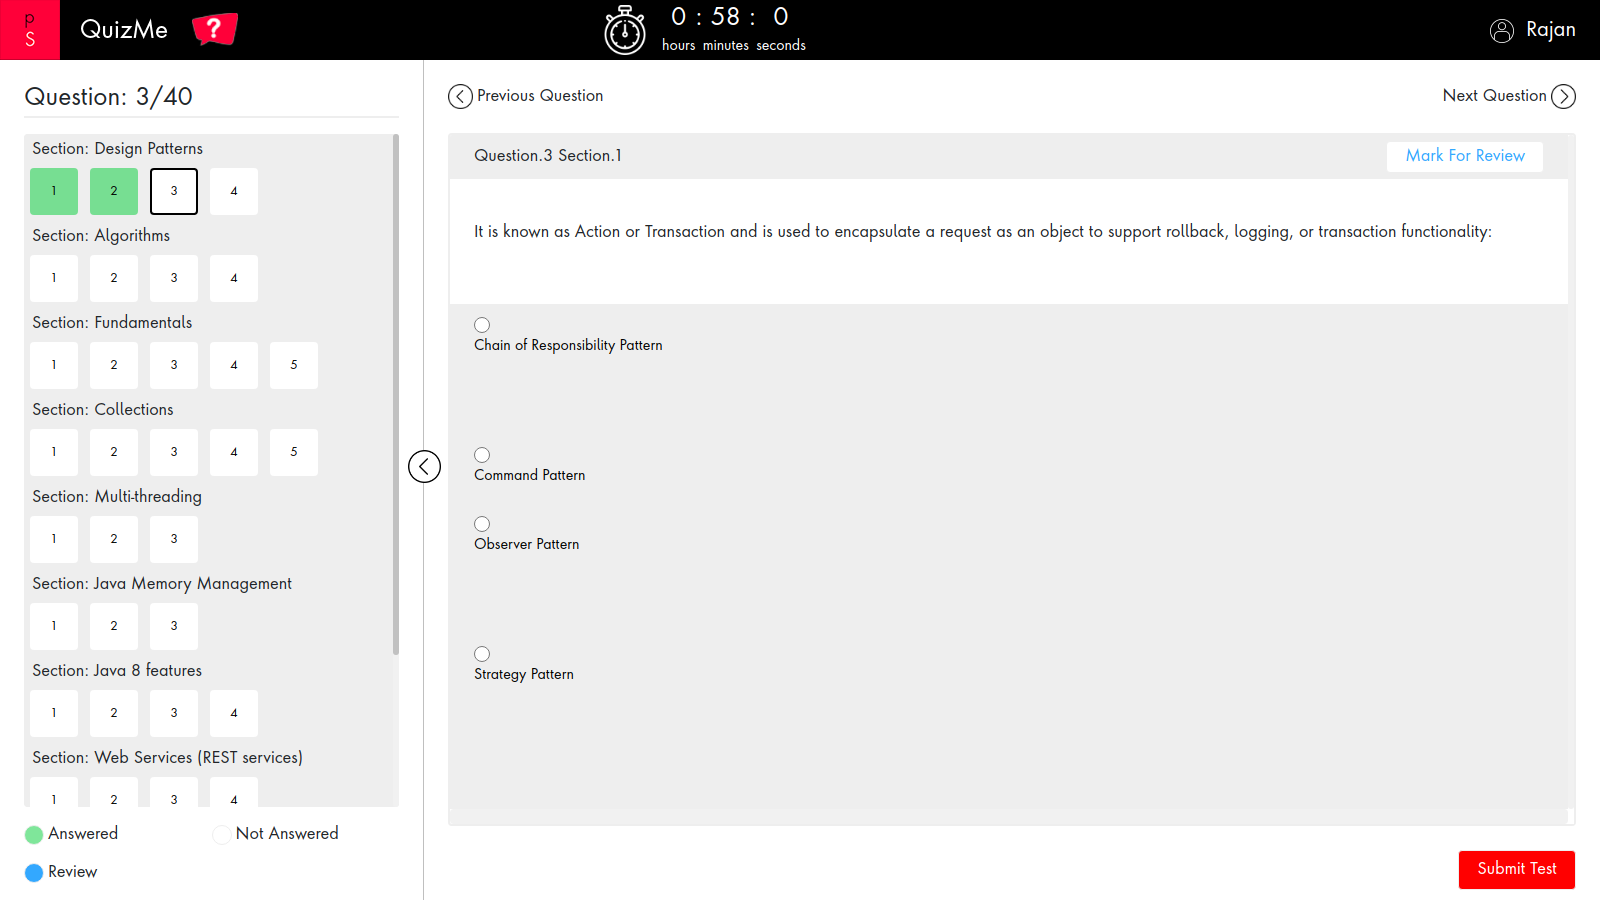 p
S
QuizMe
?
0 : 58 : 0
hours minutes seconds
Rajan
Question: 3/40
Section: Design Patterns
1 2 3 4
Section: Algorithms
1 2 3 4
Section: Fundamentals
1 2 3 4 5
Section: Collections
1 2 3 4 5
Section: Multi-threading
1 2 3
Section: Java Memory Management
1 2 3
Section: Java 8 features
1 2 3 4
Section: Web Services (REST services)
1 2 3 4
Answered
Not Answered
Review
Previous Question
Next Question
Question.3 Section.1
Mark For Review
It is known as Action or Transaction and is used to encapsulate a request as an object to support rollback, logging, or transaction functionality:
Chain of Responsibility Pattern
Command Pattern
Observer Pattern
Strategy Pattern
Submit Test